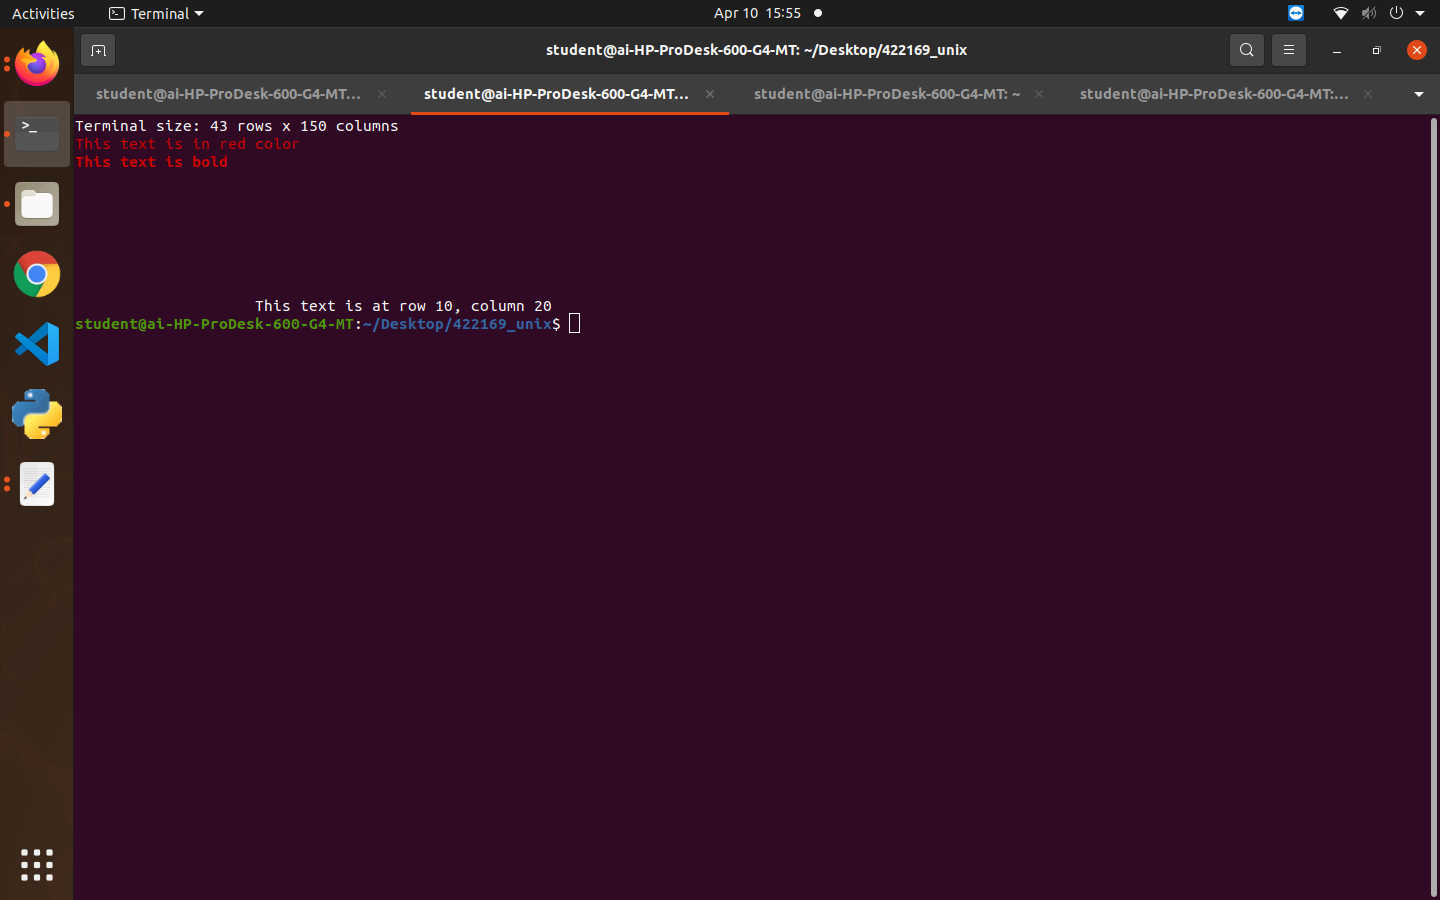 Activities Terminal Apr 10 15:55
student@ai-HP-ProDesk-600-G4-MT: ~/Desktop/422169_unix
student@ai-HP-ProDesk-600-G4-MT... student@ai-HP-ProDesk-600-G4-MT... student@ai-HP-ProDesk-600-G4-MT: ~ student@ai-HP-ProDesk-600-G4-MT:...
Terminal size: 43 rows x 150 columns
This text is in red color
This text is bold
This text is at row 10, column 20
student@ai-HP-ProDesk-600-G4-MT:~/Desktop/422169_unix$